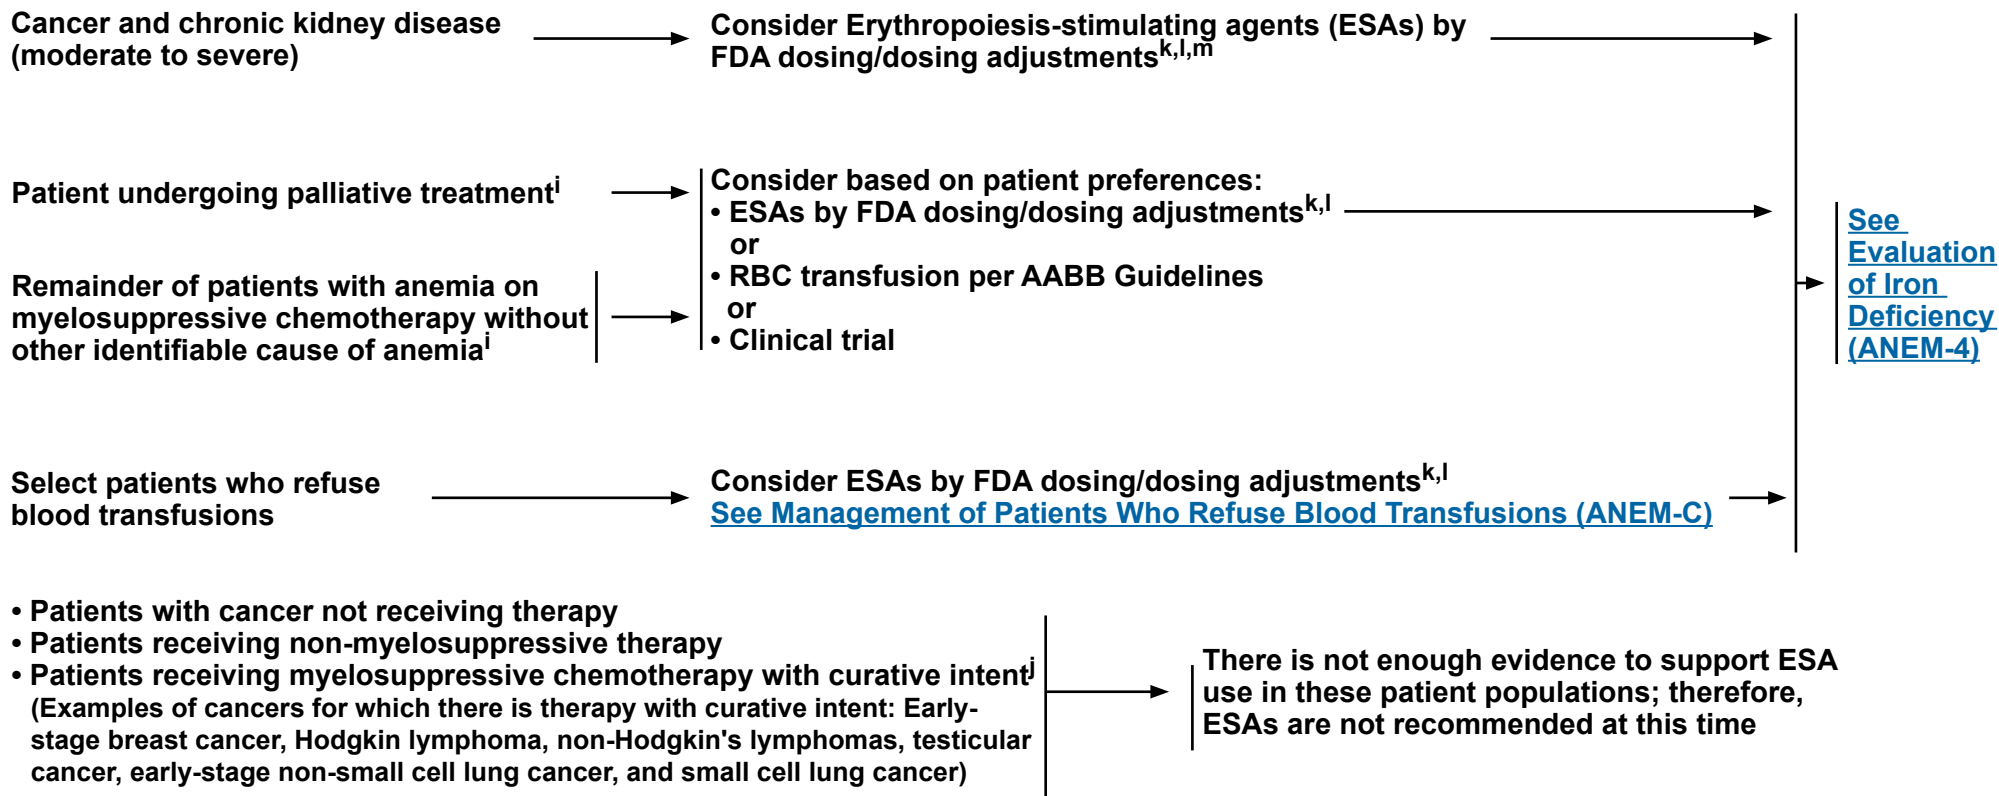 Cancer and chronic kidney disease
(moderate to severe)
Consider Erythropoiesis-stimulating agents (ESAs) by
FDA dosing/dosing adjustmentsk,l,m
Patient undergoing palliative treatmenti
Remainder of patients with anemia on
myelosuppressive chemotherapy without
other identifiable cause of anemiai
Consider based on patient preferences:
• ESAs by FDA dosing/dosing adjustmentsk,l
or
• RBC transfusion per AABB Guidelines
or
• Clinical trial
See
Evaluation
of Iron
Deficiency
(ANEM-4)
Select patients who refuse
blood transfusions
Consider ESAs by FDA dosing/dosing adjustmentsk,l
See Management of Patients Who Refuse Blood Transfusions (ANEM-C)
• Patients with cancer not receiving therapy
• Patients receiving non-myelosuppressive therapy
• Patients receiving myelosuppressive chemotherapy with curative intentj
(Examples of cancers for which there is therapy with curative intent: Early-
stage breast cancer, Hodgkin lymphoma, non-Hodgkin's lymphomas, testicular
cancer, early-stage non-small cell lung cancer, and small cell lung cancer)
There is not enough evidence to support ESA
use in these patient populations; therefore,
ESAs are not recommended at this time